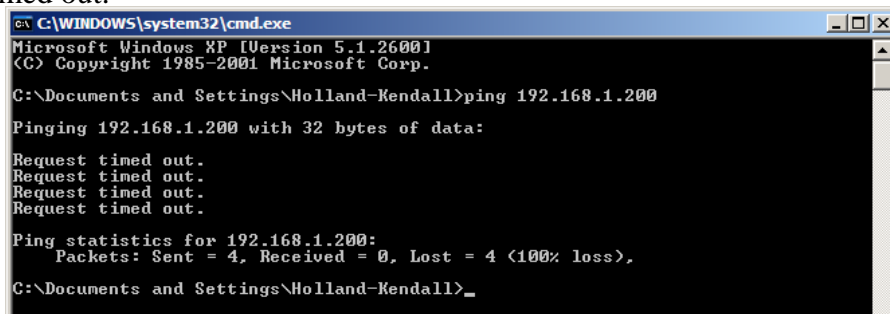 C:\WINDOWS\system32\cmd.exe
Microsoft Windows XP [Version 5.1.2600]
(C) Copyright 1985-2001 Microsoft Corp.
C:\Documents and Settings\Holland-Kendall>ping 192.168.1.200
Pinging 192.168.1.200 with 32 bytes of data:
Request timed out.
Request timed out.
Request timed out.
Request timed out.
Ping statistics for 192.168.1.200:
    Packets: Sent = 4, Received = 0, Lost = 4 (100% loss),
C:\Documents and Settings\Holland-Kendall>_